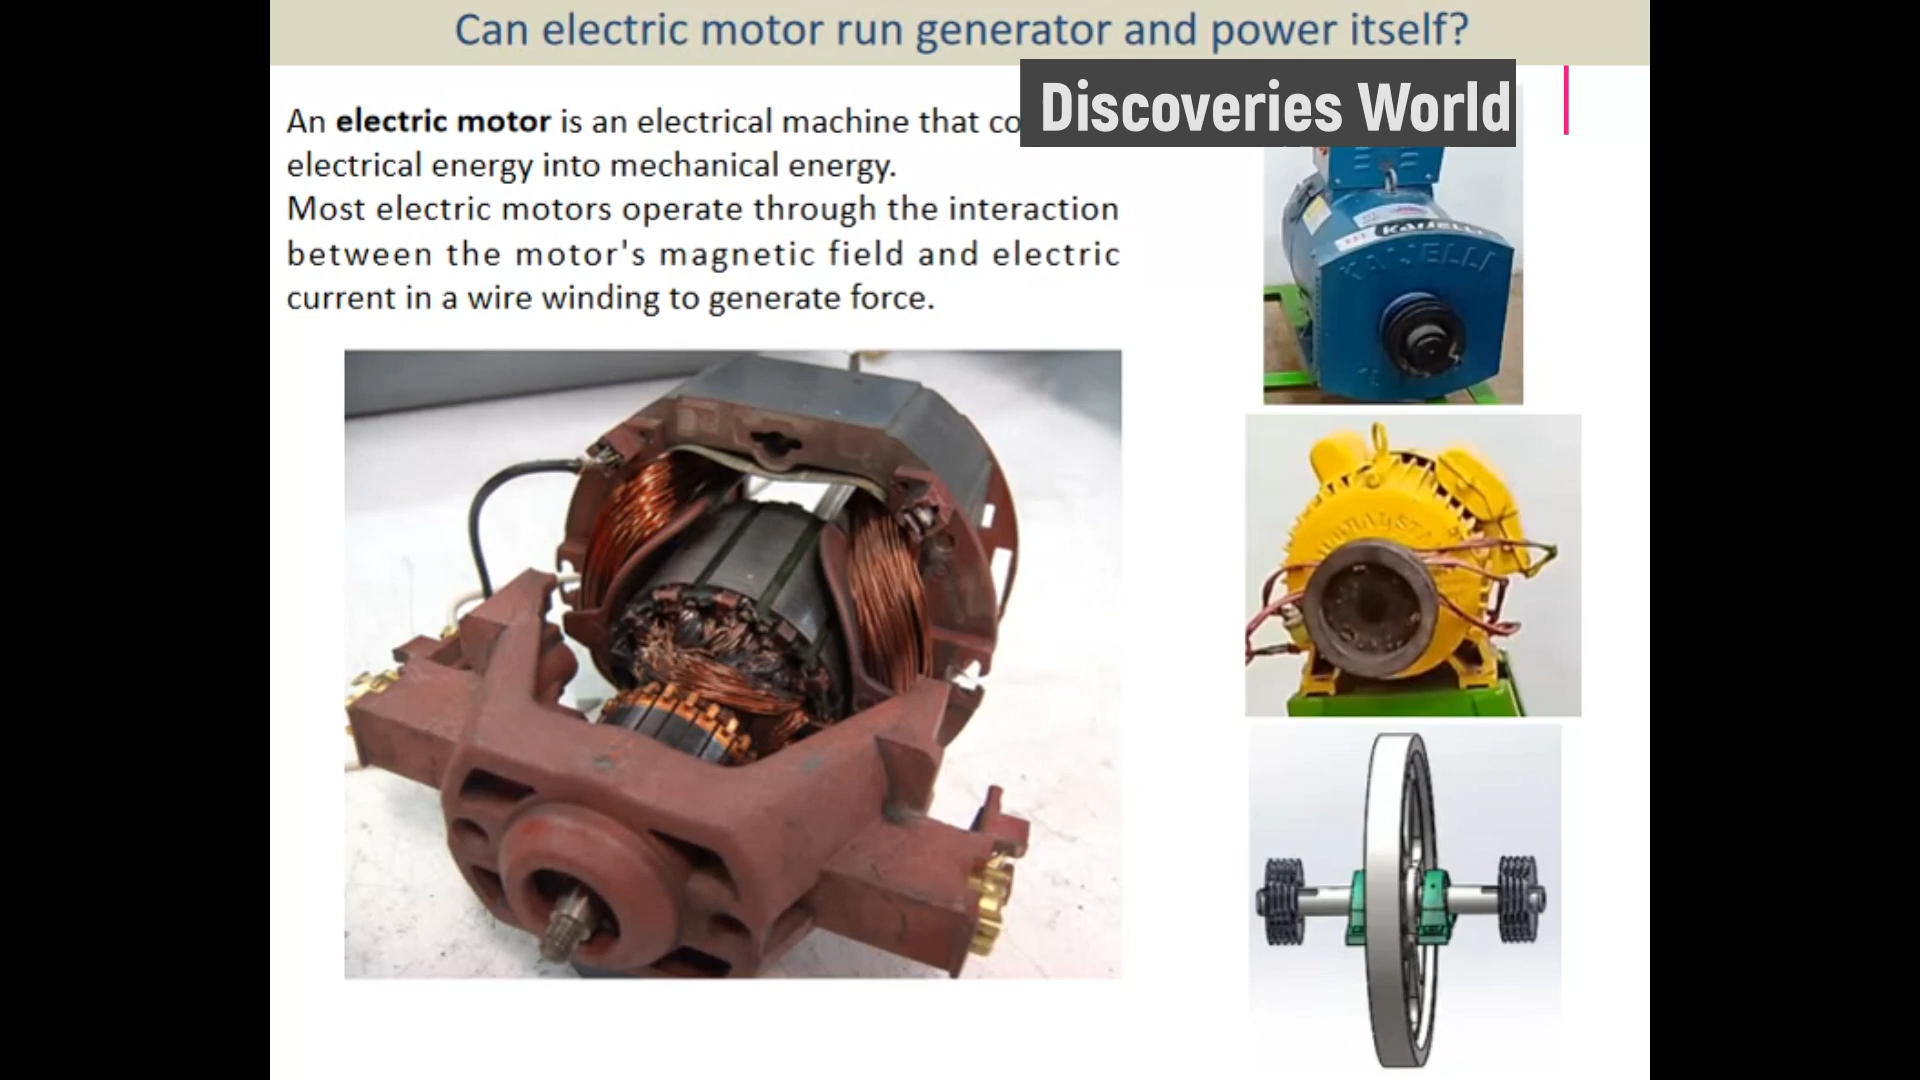 Can electric motor run generator and power itself?
Discoveries World
An electric motor is an electrical machine that co
electrical energy into mechanical energy.
Most electric motors operate through the interaction
between the motor's magnetic field and electric
current in a wire winding to generate force.